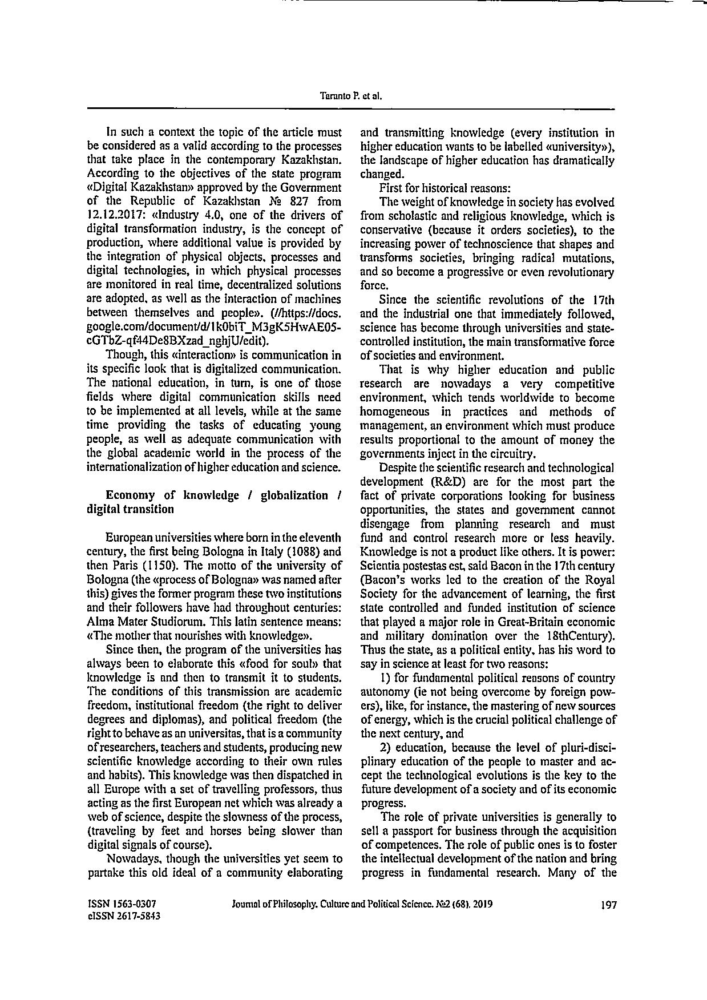 Taranto P. et al.
In such a context the topic of the article must
be considered as a valid according to the processes
that take place in the contemporary Kazakhstan.
According to the objectives of the state program
«Digital Kazakhstan» approved by the Government
of the Republic of Kazakhstan № 827 from
12.12.2017: «Industry 4.0, one of the drivers of
digital transformation industry, is the concept of
production, where additional value is provided by
the integration of physical objects, processes and
digital technologies, in which physical processes
are monitored in real time, decentralized solutions
are adopted, as well as the interaction of machines
between themselves and people». (//https://docs.
google.com/document/d/1kObiT_M3gK5HwAE05-
cGTbZ-qf44De8BXzad_nghjU/edit).
Though, this «interaction» is communication in
its specific look that is digitalized communication.
The national education, in turn, is one of those
fields where digital communication skills need
to be implemented at all levels, while at the same
time providing the tasks of educating young
people, as well as adequate communication with
the global academic world in the process of the
internationalization of higher education and science.
Economy of knowledge / globalization /
digital transition
European universities where born in the eleventh
century, the first being Bologna in Italy (1088) and
then Paris (1150). The motto of the university of
Bologna (the «process of Bologna» was named after
this) gives the former program these two institutions
and their followers have had throughout centuries:
Alma Mater Studiorum. This latin sentence means:
«The mother that nourishes with knowledge».
Since then, the program of the universities has
always been to elaborate this «food for soul» that
knowledge is and then to transmit it to students.
The conditions of this transmission are academic
freedom, institutional freedom (the right to deliver
degrees and diplomas), and political freedom (the
right to behave as an universitas, that is a community
of researchers, teachers and students, producing new
scientific knowledge according to their own rules
and habits). This knowledge was then dispatched in
all Europe with a set of travelling professors, thus
acting as the first European net which was already a
web of science, despite the slowness of the process,
(traveling by feet and horses being slower than
digital signals of course).
Nowadays, though the universities yet seem to
partake this old ideal of a community elaborating
and transmitting knowledge (every institution in
higher education wants to be labelled «university»),
the landscape of higher education has dramatically
changed.
First for historical reasons:
The weight of knowledge in society has evolved
from scholastic and religious knowledge, which is
conservative (because it orders societies), to the
increasing power of technoscience that shapes and
transforms societies, bringing radical mutations,
and so become a progressive or even revolutionary
force.
Since the scientific revolutions of the 17th
and the industrial one that immediately followed,
science has become through universities and state-
controlled institution, the main transformative force
of societies and environment.
That is why higher education and public
research are nowadays a very competitive
environment, which tends worldwide to become
homogeneous in practices and methods of
management, an environment which must produce
results proportional to the amount of money the
governments inject in the circuitry.
Despite the scientific research and technological
development (R&D) are for the most part the
fact of private corporations looking for business
opportunities, the states and government cannot
disengage from planning research and must
fund and control research more or less heavily.
Knowledge is not a product like others. It is power:
Scientia postestas est, said Bacon in the 17th century
(Bacon's works led to the creation of the Royal
Society for the advancement of learning, the first
state controlled and funded institution of science
that played a major role in Great-Britain economic
and military domination over the 18thCentury).
Thus the state, as a political entity, has his word to
say in science at least for two reasons:
1) for fundamental political reasons of country
autonomy (ie not being overcome by foreign pow-
ers), like, for instance, the mastering of new sources
of energy, which is the crucial political challenge of
the next century, and
2) education, because the level of pluri-disci-
plinary education of the people to master and ac-
cept the technological evolutions is the key to the
future development of a society and of its economic
progress.
The role of private universities is generally to
sell a passport for business through the acquisition
of competences. The role of public ones is to foster
the intellectual development of the nation and bring
progress in fundamental research. Many of the
ISSN 1563-0307 Journal of Philosophy, Culture and Political Science. №2 (68). 2019 197
eISSN 2617-5843